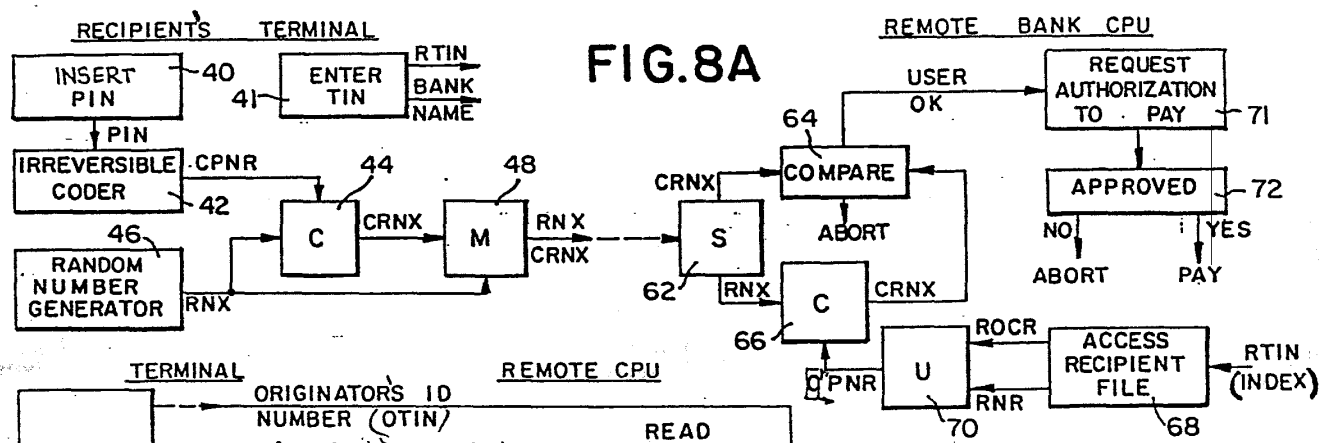 RECIPIENT'S TERMINAL
FIG.8A
REMOTE BANK CPU
INSERT
PIN
40
PIN
41
ENTER
TIN
RTIN
BANK
NAME
IRREVERSIBLE
CODER
42
CPNR
46
RANDOM
NUMBER
GENERATOR
RNX
44
C
CRNX
48
M
RNX
CRNX
S
62
CRNX
RNX
64
COMPARE
ABORT
USER
OK
C
66
CRNX
REQUEST
AUTHORIZATION
TO PAY
71
APPROVED
72
NO
YES
ABORT
PAY
U
70
ROCR
RNR
ACCESS
RECIPIENT
FILE
68
RTIN
(INDEX)
TERMINAL
REMOTE CPU
ORIGINATOR'S ID
NUMBER (OTIN)
READ